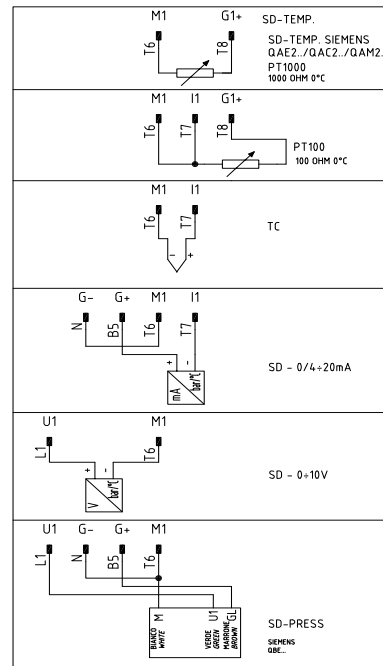 M1 G1+ SD-TEMP.
T6 T8
SD-TEMP. SIEMENS
QAE2../QAC2../QAM2..
PT1000
1000 OHM 0°C
M1 I1 G1+
T6 T7 T8
PT100
100 OHM 0°C
M1 I1
T6 T7
TC
- +
G- G+ M1 I1
N B5 T6 T7
+ -
mA bar/°C
SD - 0/4÷20mA
U1 M1
L1 T6
+ -
V bar/°C
SD - 0÷10V
U1 G- G+ M1
L1 N B5 T6
M U1 GL
BIANCO VERDE MARRONE
WHITE GREEN BROWN
SD-PRESS
SIEMENS
QBE...